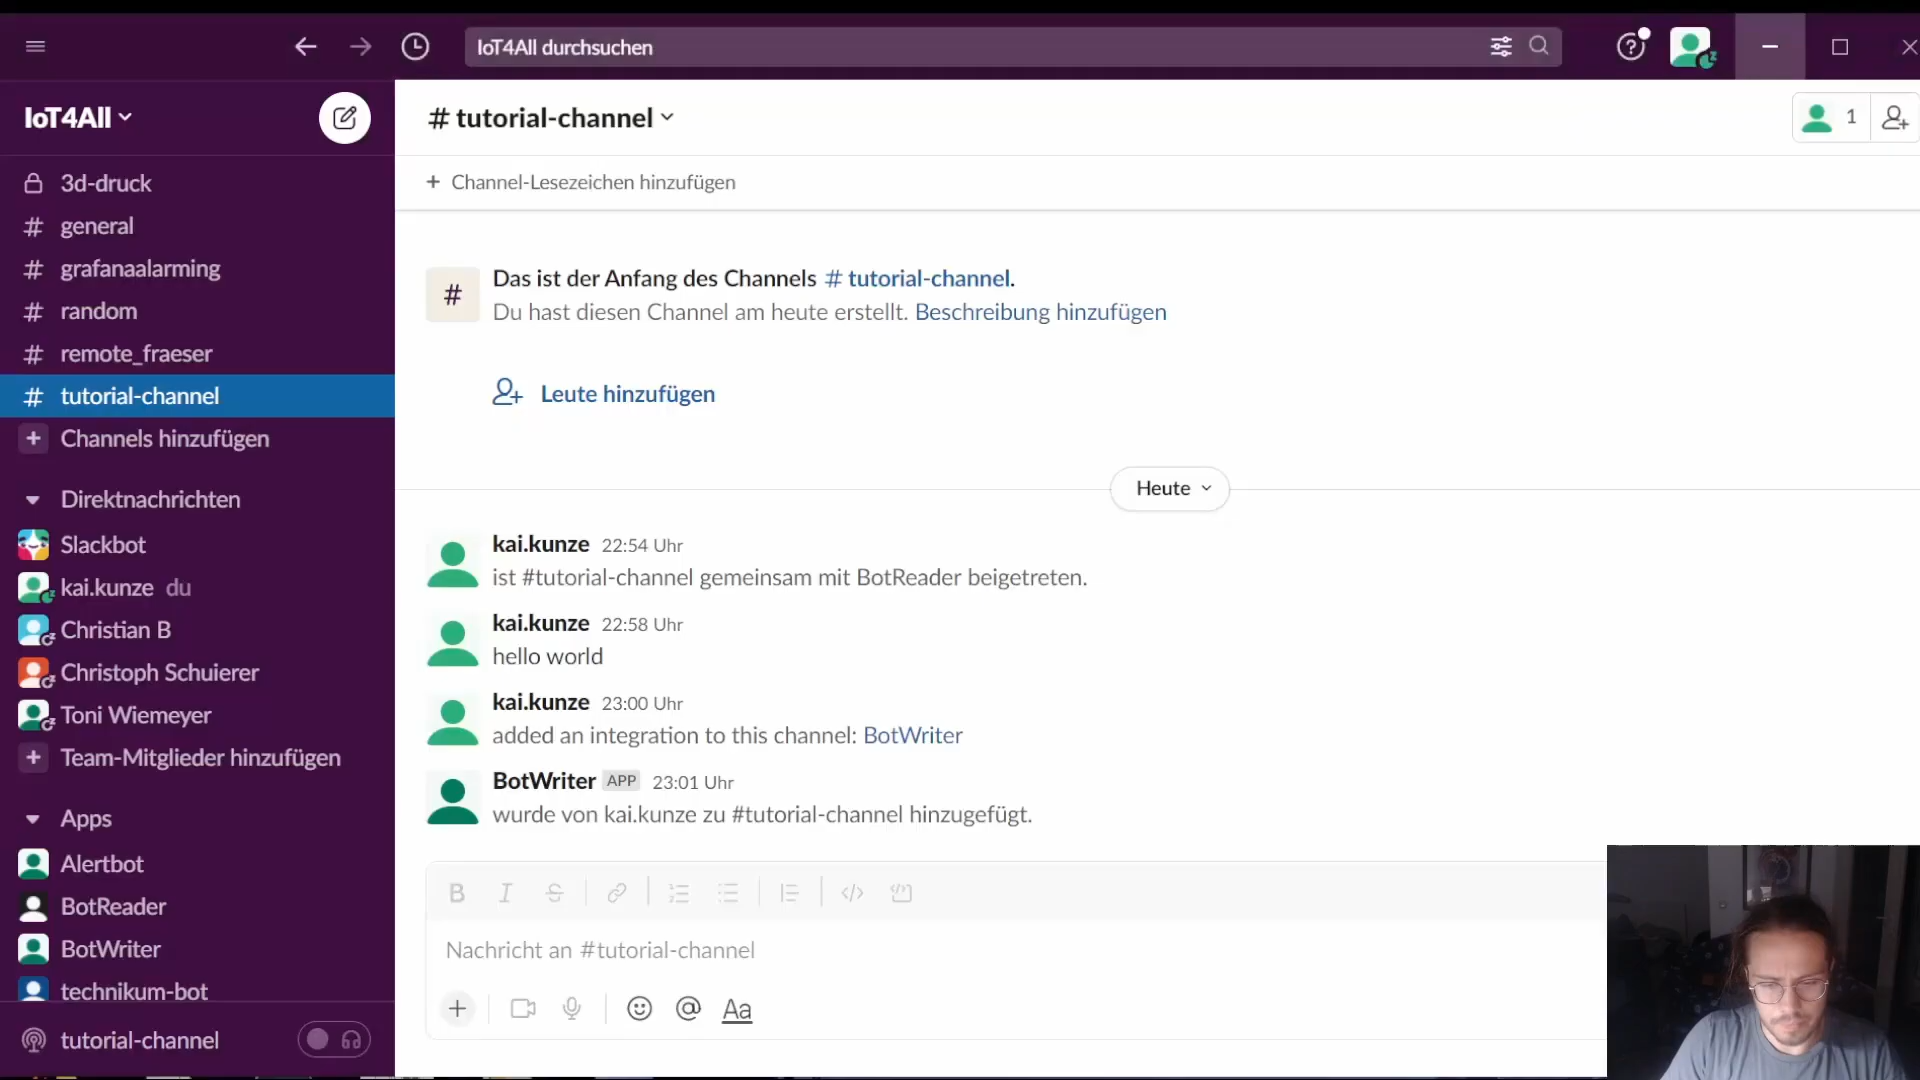 IoT4All durchsuchen
IoT4All
3d-druck
# general
# grafanaalarming
# random
# remote_fraeser
# tutorial-channel
+ Channels hinzufügen
Direktnachrichten
Slackbot
kai.kunze du
Christian B
Christoph Schuierer
Toni Wiemeyer
+ Team-Mitglieder hinzufügen
Apps
Alertbot
BotReader
BotWriter
technikum-bot
tutorial-channel
# tutorial-channel
1
+ Channel-Lesezeichen hinzufügen
# Das ist der Anfang des Channels # tutorial-channel.
Du hast diesen Channel am heute erstellt. Beschreibung hinzufügen
Leute hinzufügen
Heute
kai.kunze 22:54 Uhr
ist #tutorial-channel gemeinsam mit BotReader beigetreten.
kai.kunze 22:58 Uhr
hello world
kai.kunze 23:00 Uhr
added an integration to this channel: BotWriter
BotWriter APP 23:01 Uhr
wurde von kai.kunze zu #tutorial-channel hinzugefügt.
Nachricht an #tutorial-channel
Aa